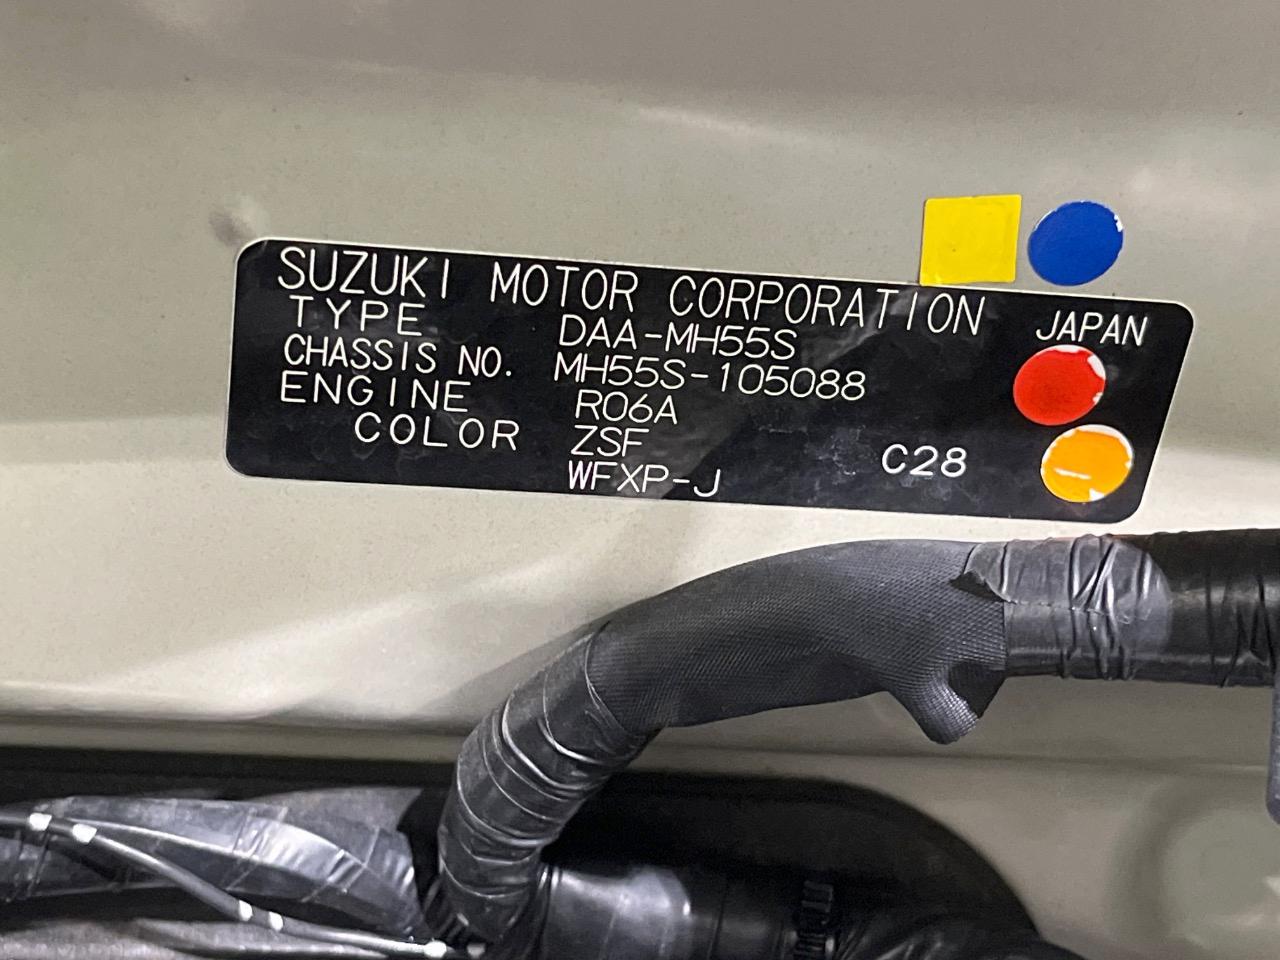 SUZUKI MOTOR CORPORATION JAPAN
TYPE DAA-MH55S
CHASSIS NO. MH55S-105088
ENGINE R06A
COLOR ZSF C28
WFXP-J